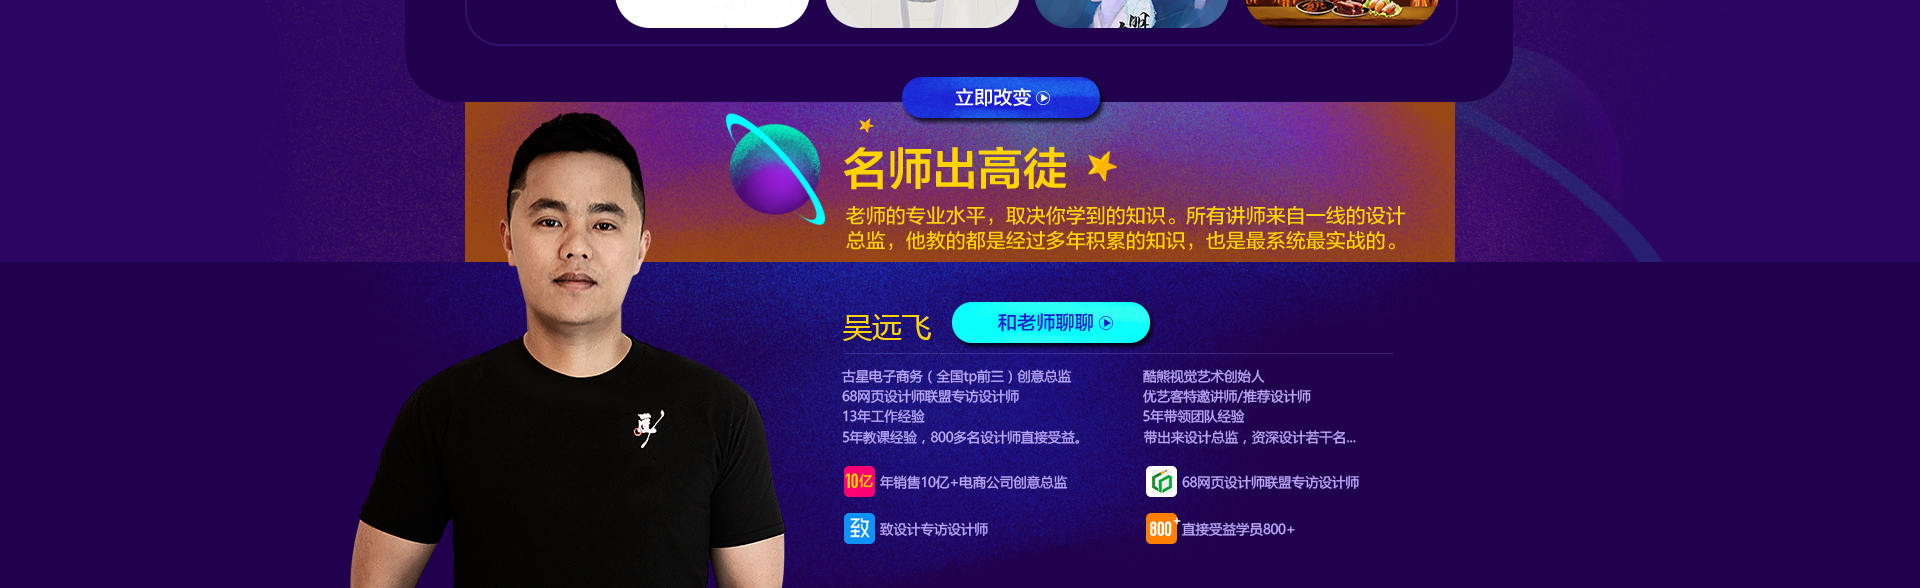 立即改变
名师出高徒
老师的专业水平，取决你学到的知识。所有讲师来自一线的设计
总监，他教的都是经过多年积累的知识，也是最系统最实战的。
吴远飞
和老师聊聊
古星电子商务（全国tp前三）创意总监
68网页设计师联盟专访设计师
13年工作经验
5年教课经验，800多名设计师直接受益。
酷熊视觉艺术创始人
优艺客特邀讲师/推荐设计师
5年带领团队经验
带出来设计总监，资深设计若干名...
10亿 年销售10亿+电商公司创意总监
68网页设计师联盟专访设计师
致 致设计专访设计师
800+ 直接受益学员800+